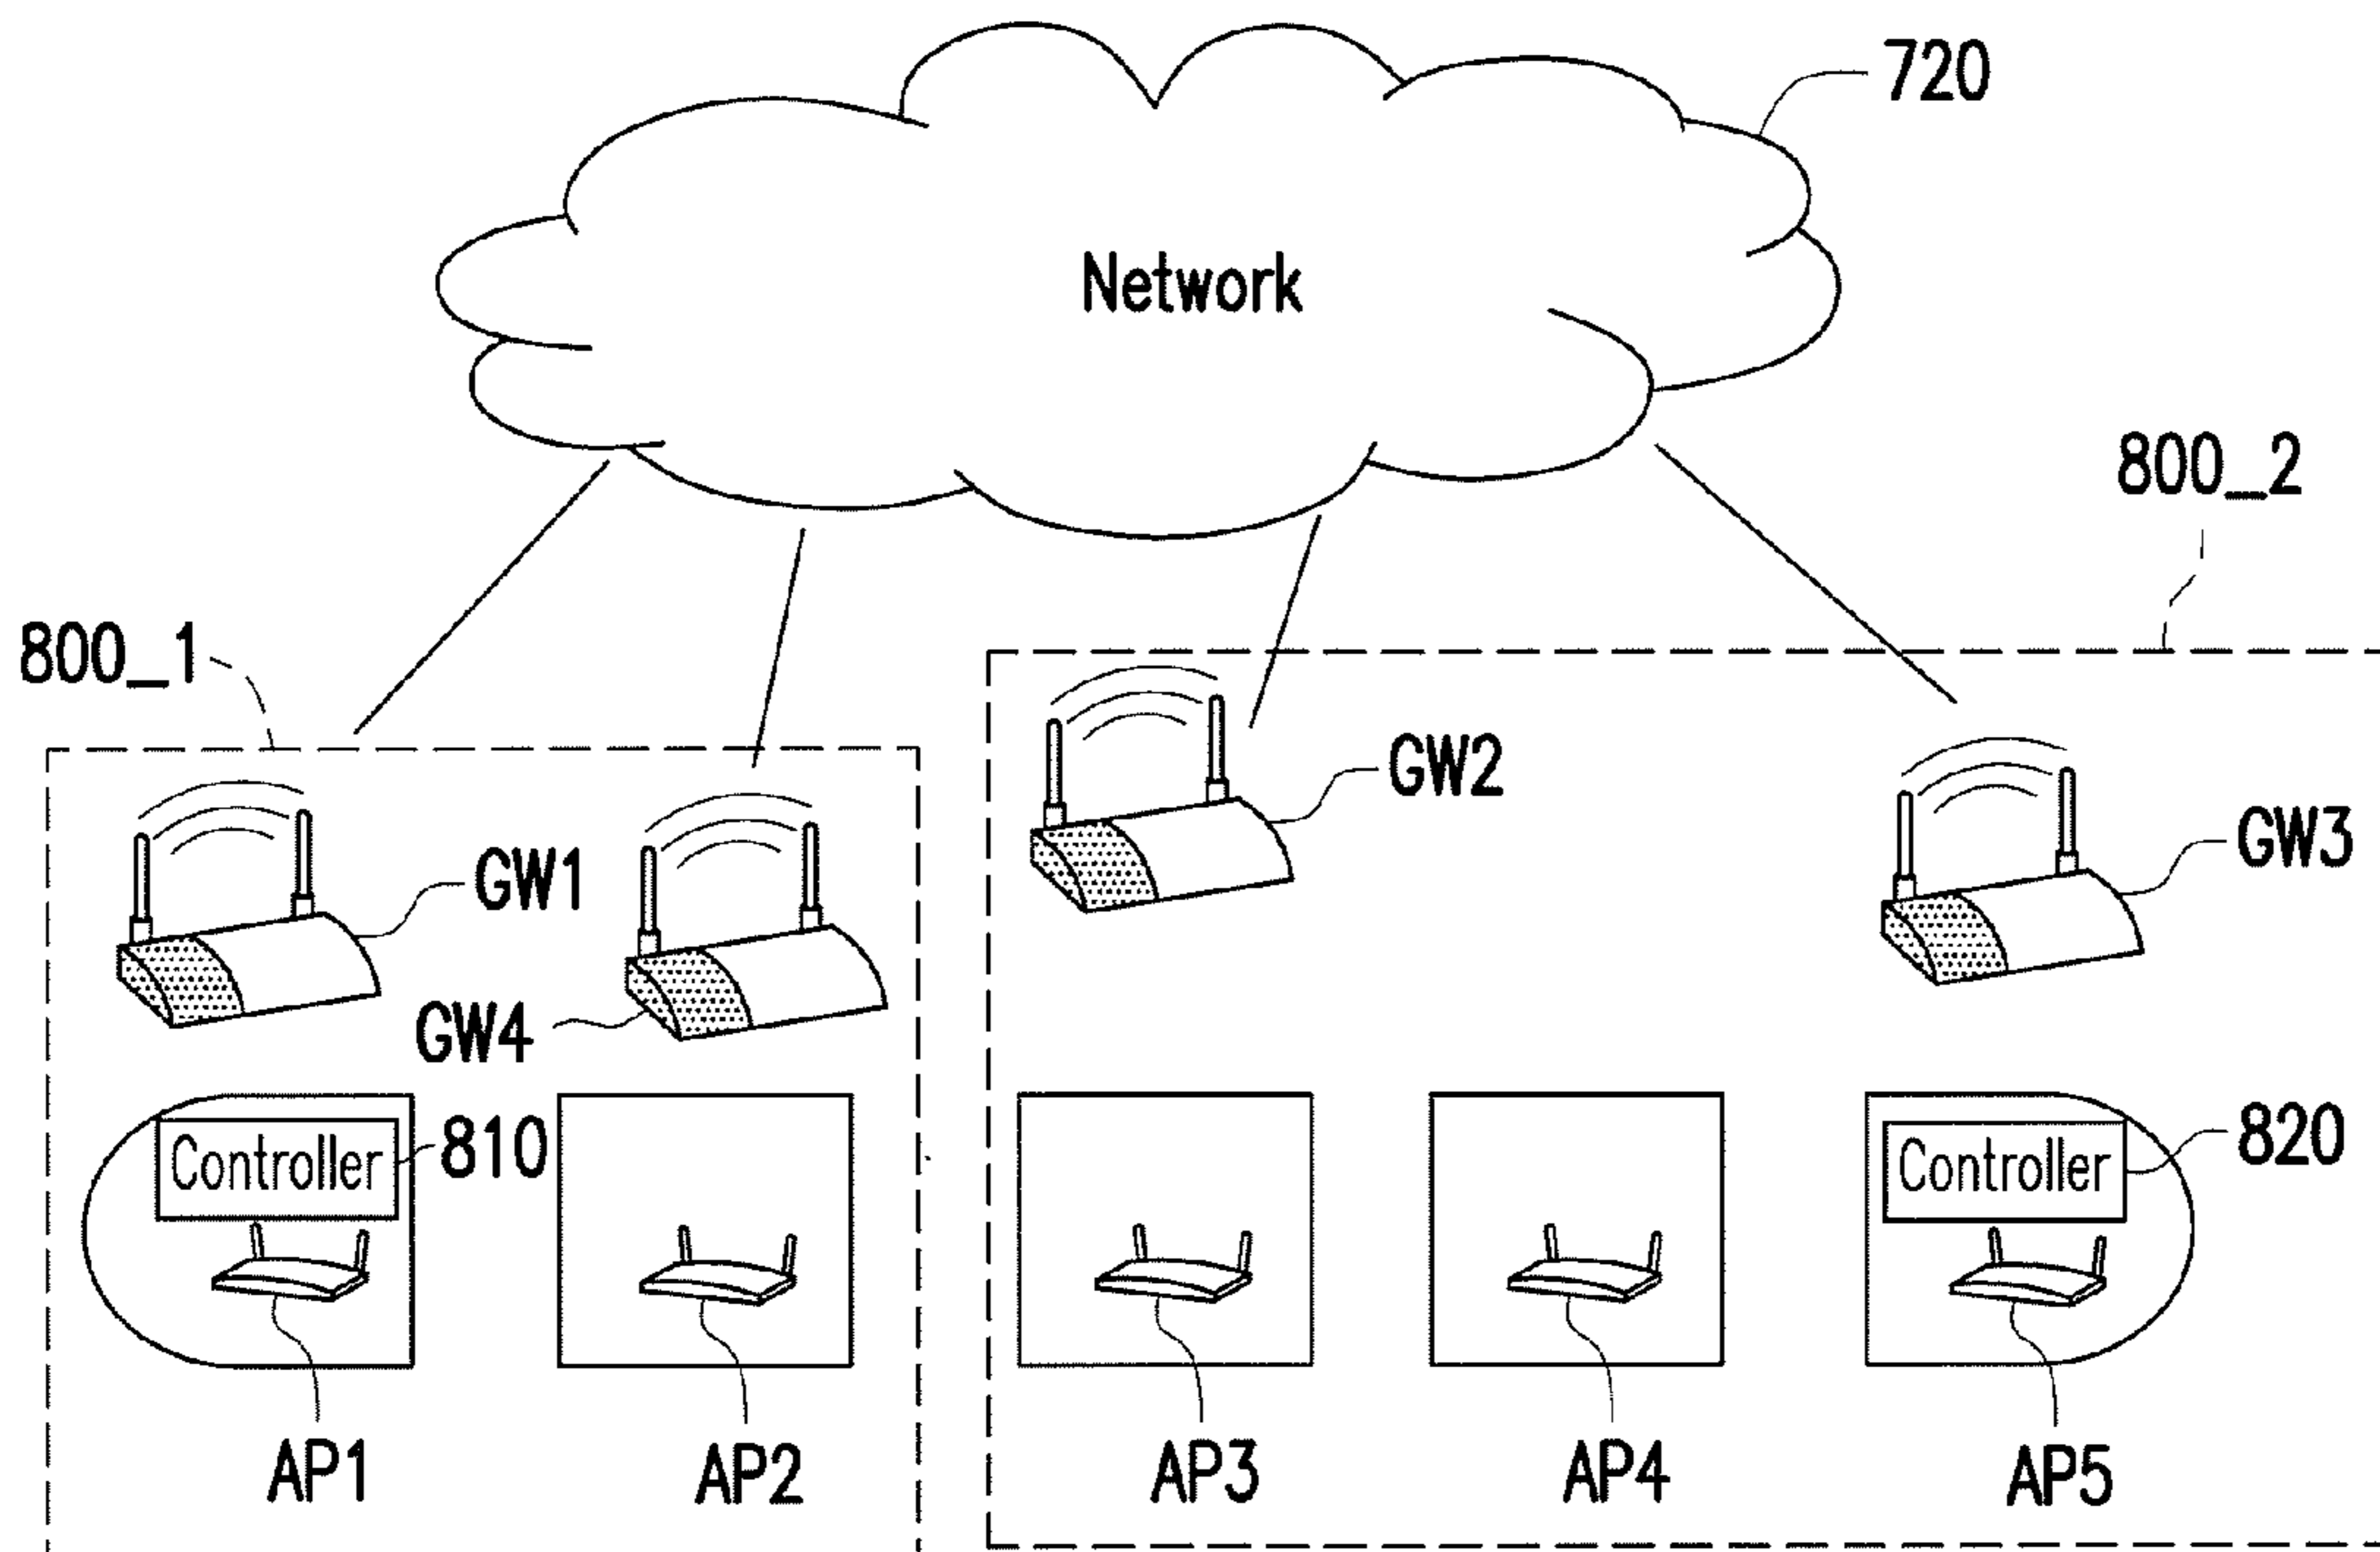 720
Network
800_2
800_1
GW2
GW3
GW1
GW4
Controller
810
Controller
820
AP1
AP2
AP3
AP4
AP5